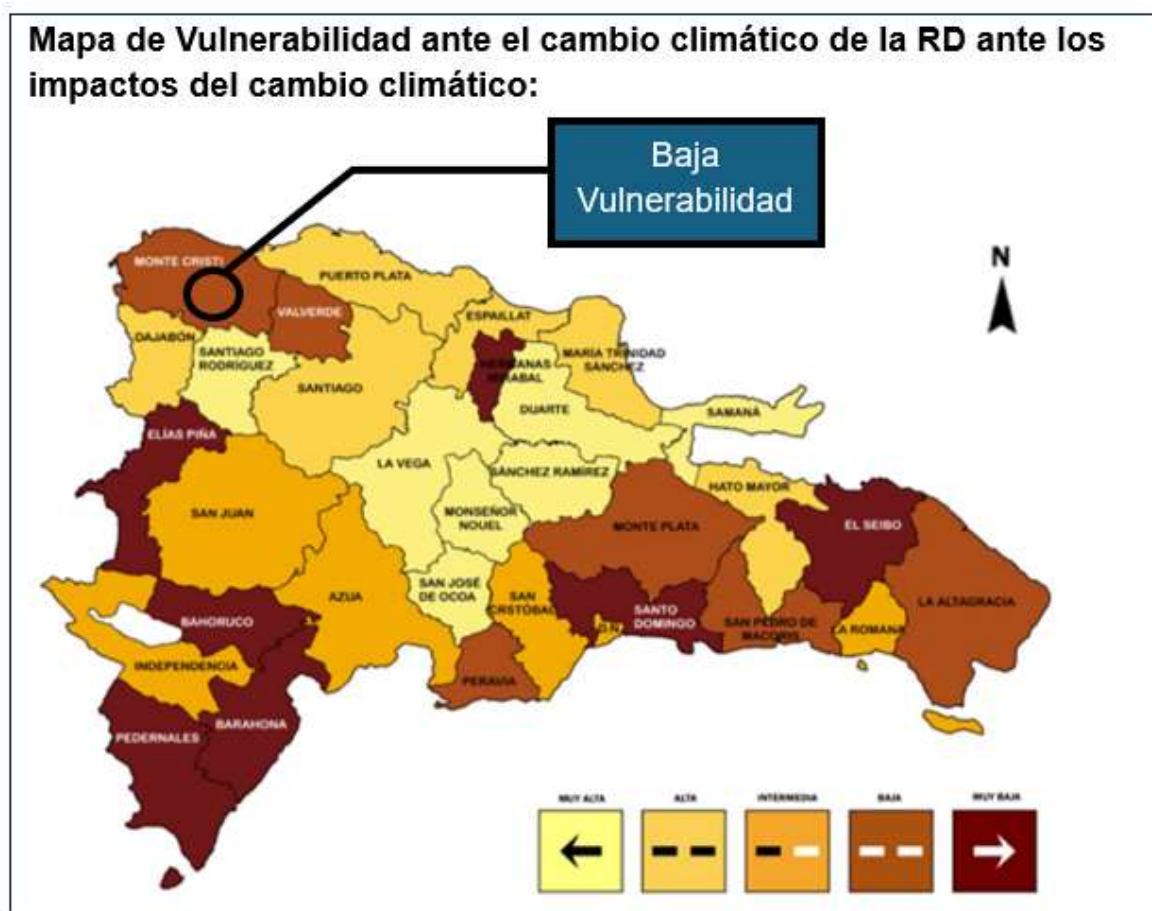 Mapa de Vulnerabilidad ante el cambio climático de la RD ante los
impactos del cambio climático:
Baja
Vulnerabilidad
N
MONTE CRISTI
PUERTO PLATA
VALVERDE
ESPAILLAT
DAJABÓN
SANTIAGO
RODRÍGUEZ
HERMANAS
MIRABAL
MARÍA TRINIDAD
SÁNCHEZ
SANTIAGO
DUARTE
SAMANÁ
ELÍAS PIÑA
LA VEGA
SÁNCHEZ RAMÍREZ
HATO MAYOR
SAN JUAN
MONSEÑOR
NOUEL
MONTE PLATA
EL SEIBO
AZUA
SAN JOSÉ
DE OCOA
SAN
CRSTÓBAL
D.N.
SANTO
DOMINGO
SAN PEDRO DE
MACORIS
LA ROMANA
LA ALTAGRACIA
BAHORUCO
INDEPENDENCIA
PERAVIA
BARAHONA
PEDERNALES
MUY ALTA
ALTA
INTERMEDIA
BAJA
MUY BAJA